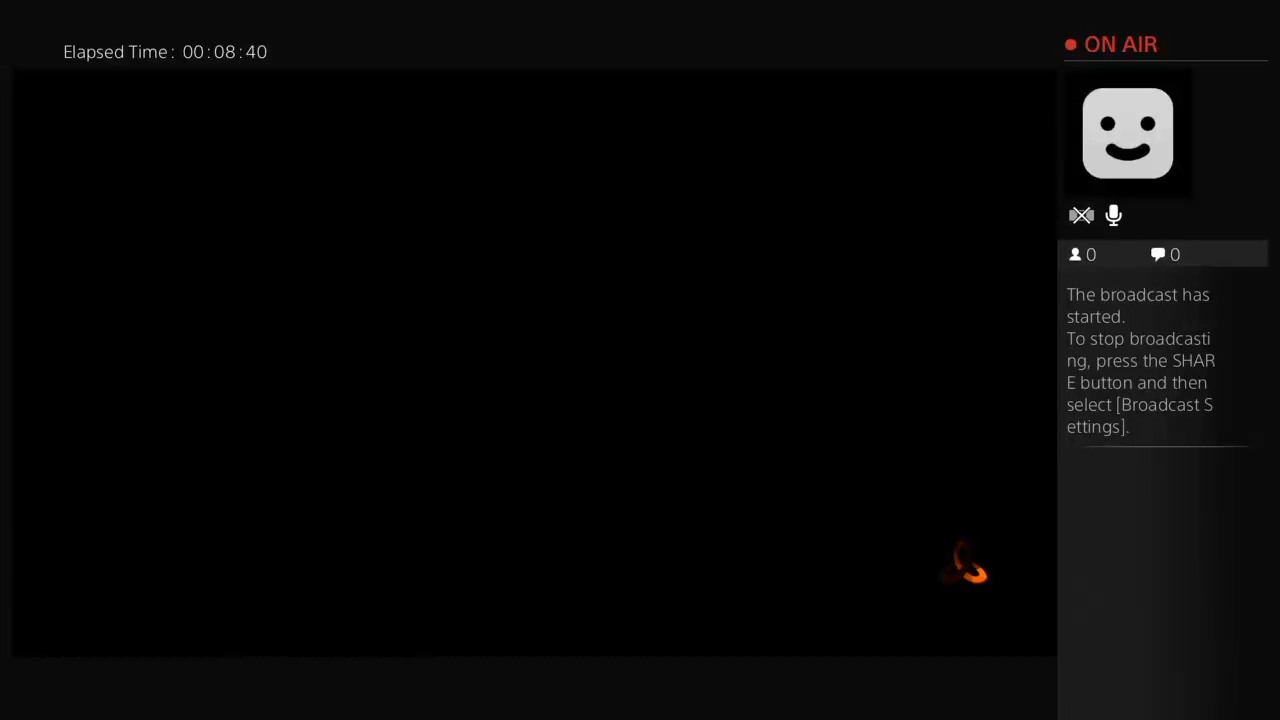 Elapsed Time: 00:08:40
ON AIR
0 0
The broadcast has
started.
To stop broadcasti
ng, press the SHAR
E button and then
select [Broadcast S
ettings].